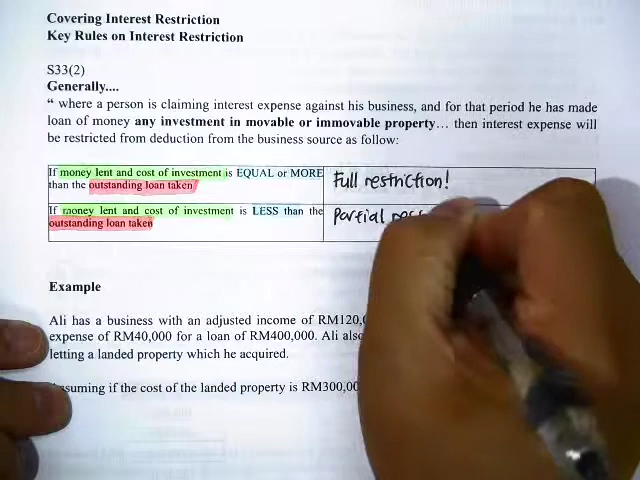 Covering Interest Restriction
Key Rules on Interest Restriction
S33(2)
Generally....
“ where a person is claiming interest expense against his business, and for that period he has made
loan of money any investment in movable or immovable property… then interest expense will
be restricted from deduction from the business source as follow:
If money lent and cost of investment is EQUAL or MORE
than the outstanding loan taken
Full restriction!
If money lent and cost of investment is LESS than the
outstanding loan taken
Partial
Example
Ali has a business with an adjusted income of RM120,
expense of RM40,000 for a loan of RM400,000. Ali
letting a landed property which he acquired.
if the cost of the landed property is